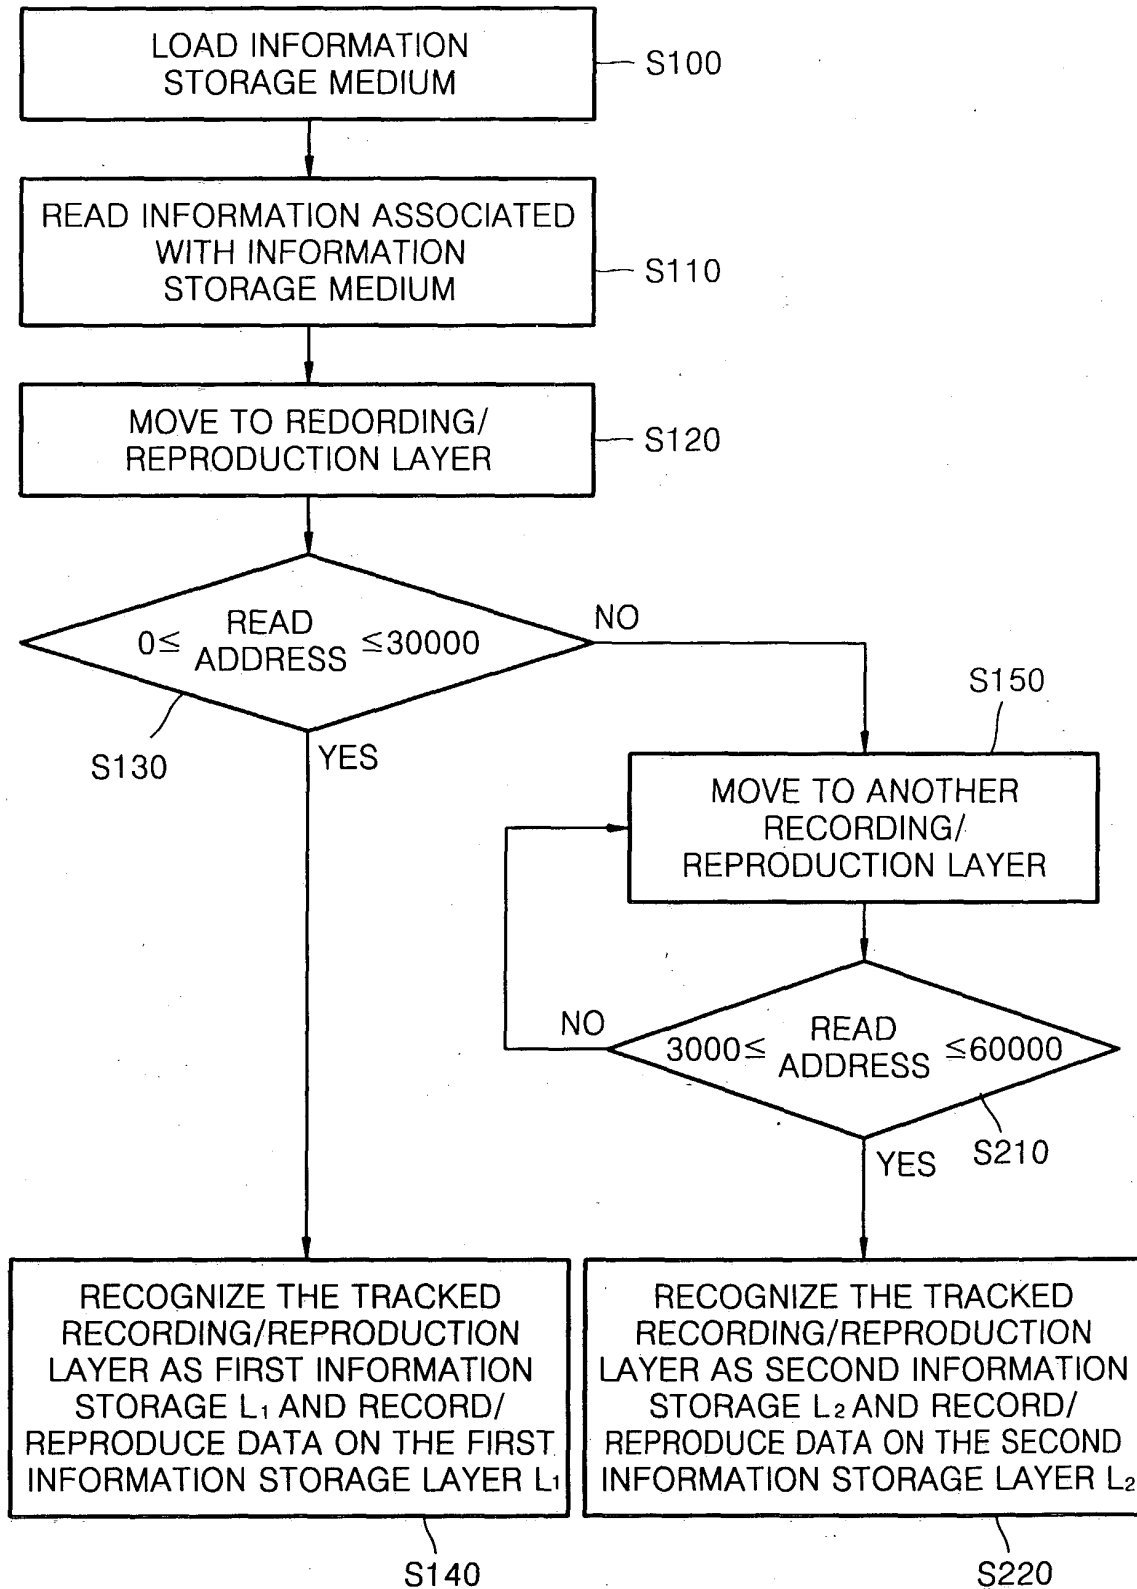 LOAD INFORMATION
STORAGE MEDIUM
S100
READ INFORMATION ASSOCIATED
WITH INFORMATION
STORAGE MEDIUM
S110
MOVE TO REDORDING/
REPRODUCTION LAYER
S120
0≤ READ ADDRESS ≤30000
NO
S130
YES
S150
MOVE TO ANOTHER
RECORDING/
REPRODUCTION LAYER
NO
3000≤ READ ADDRESS ≤60000
S210
YES
RECOGNIZE THE TRACKED
RECORDING/REPRODUCTION
LAYER AS FIRST INFORMATION
STORAGE L₁ AND RECORD/
REPRODUCE DATA ON THE FIRST
INFORMATION STORAGE LAYER L₁
S140
RECOGNIZE THE TRACKED
RECORDING/REPRODUCTION
LAYER AS SECOND INFORMATION
STORAGE L₂ AND RECORD/
REPRODUCE DATA ON THE SECOND
INFORMATION STORAGE LAYER L₂
S220